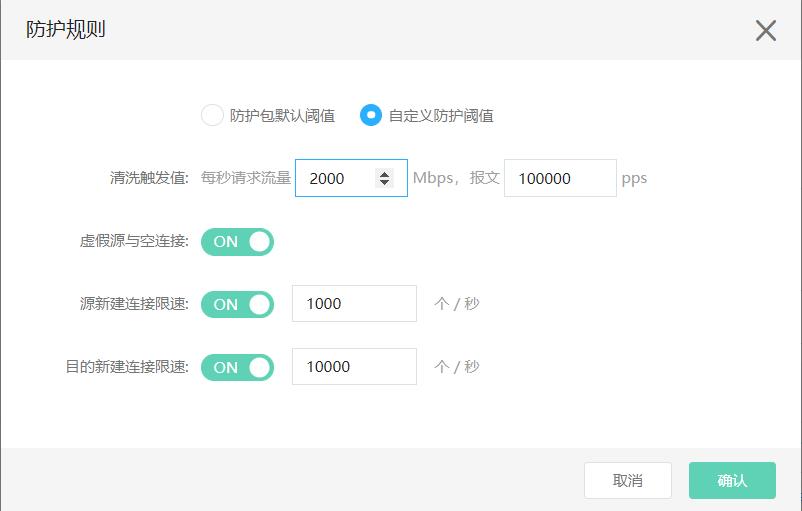 防护规则
防护包默认阈值 自定义防护阈值
清洗触发值: 每秒请求流量 2000 Mbps，报文 100000 pps
虚假源与空连接: ON
源新建连接限速: ON 1000 个 / 秒
目的新建连接限速: ON 10000 个 / 秒
取消 确认